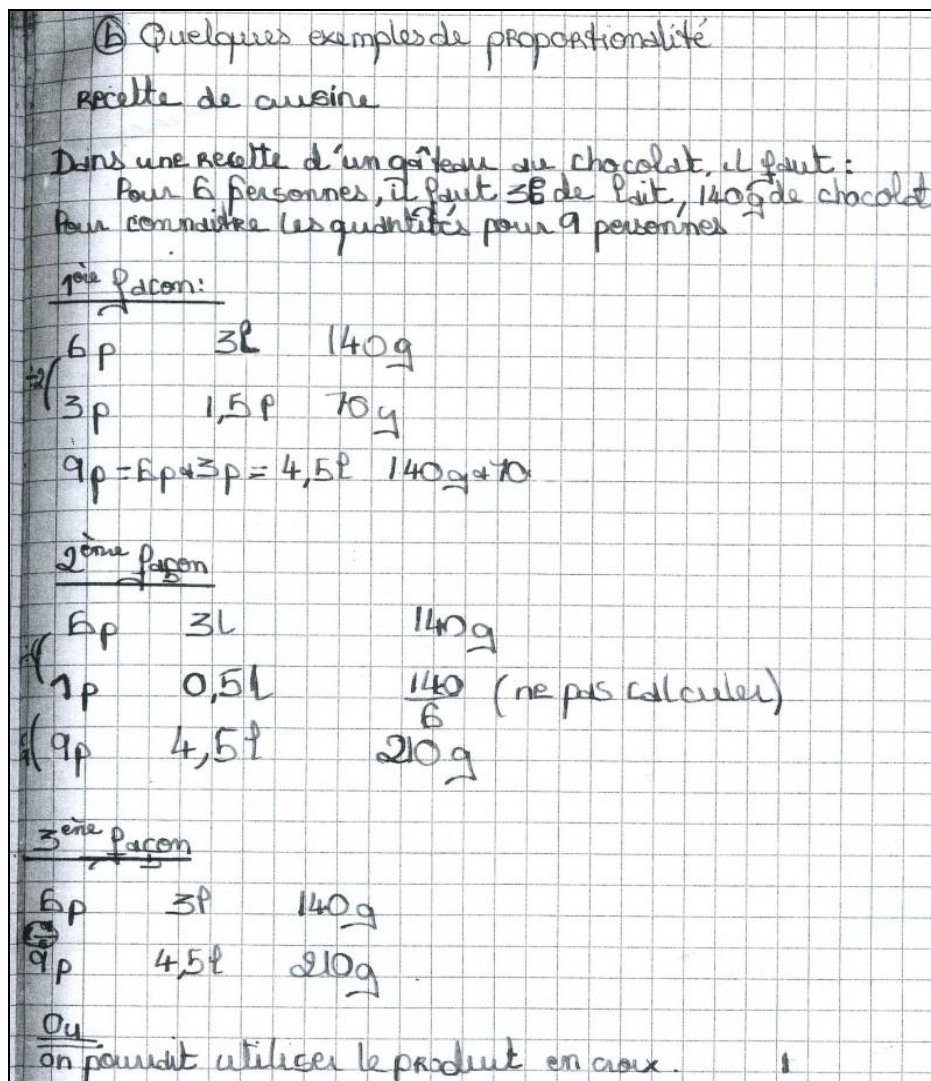 b Quelques exemples de proportionalité
Recette de cuisine
Dans une recette d'un gâteau au chocolat, il faut :
Pour 6 personnes, il faut 3l de lait, 140g de chocolat
Pour connaitre les quantités pour 9 personnes
1ère façon:
6p 3l 140g
÷2
3p 1,5l 70g
9p = 6p+3p = 4,5l 140g+70
2ème façon
6p 3L 140g
1p 0,5l 140/6 (ne pas calculer)
9p 4,5l 210g
3ème façon
6p 3l 140g
9p 4,5l 210g
Ou
on pourrait utiliser le produit en croix.